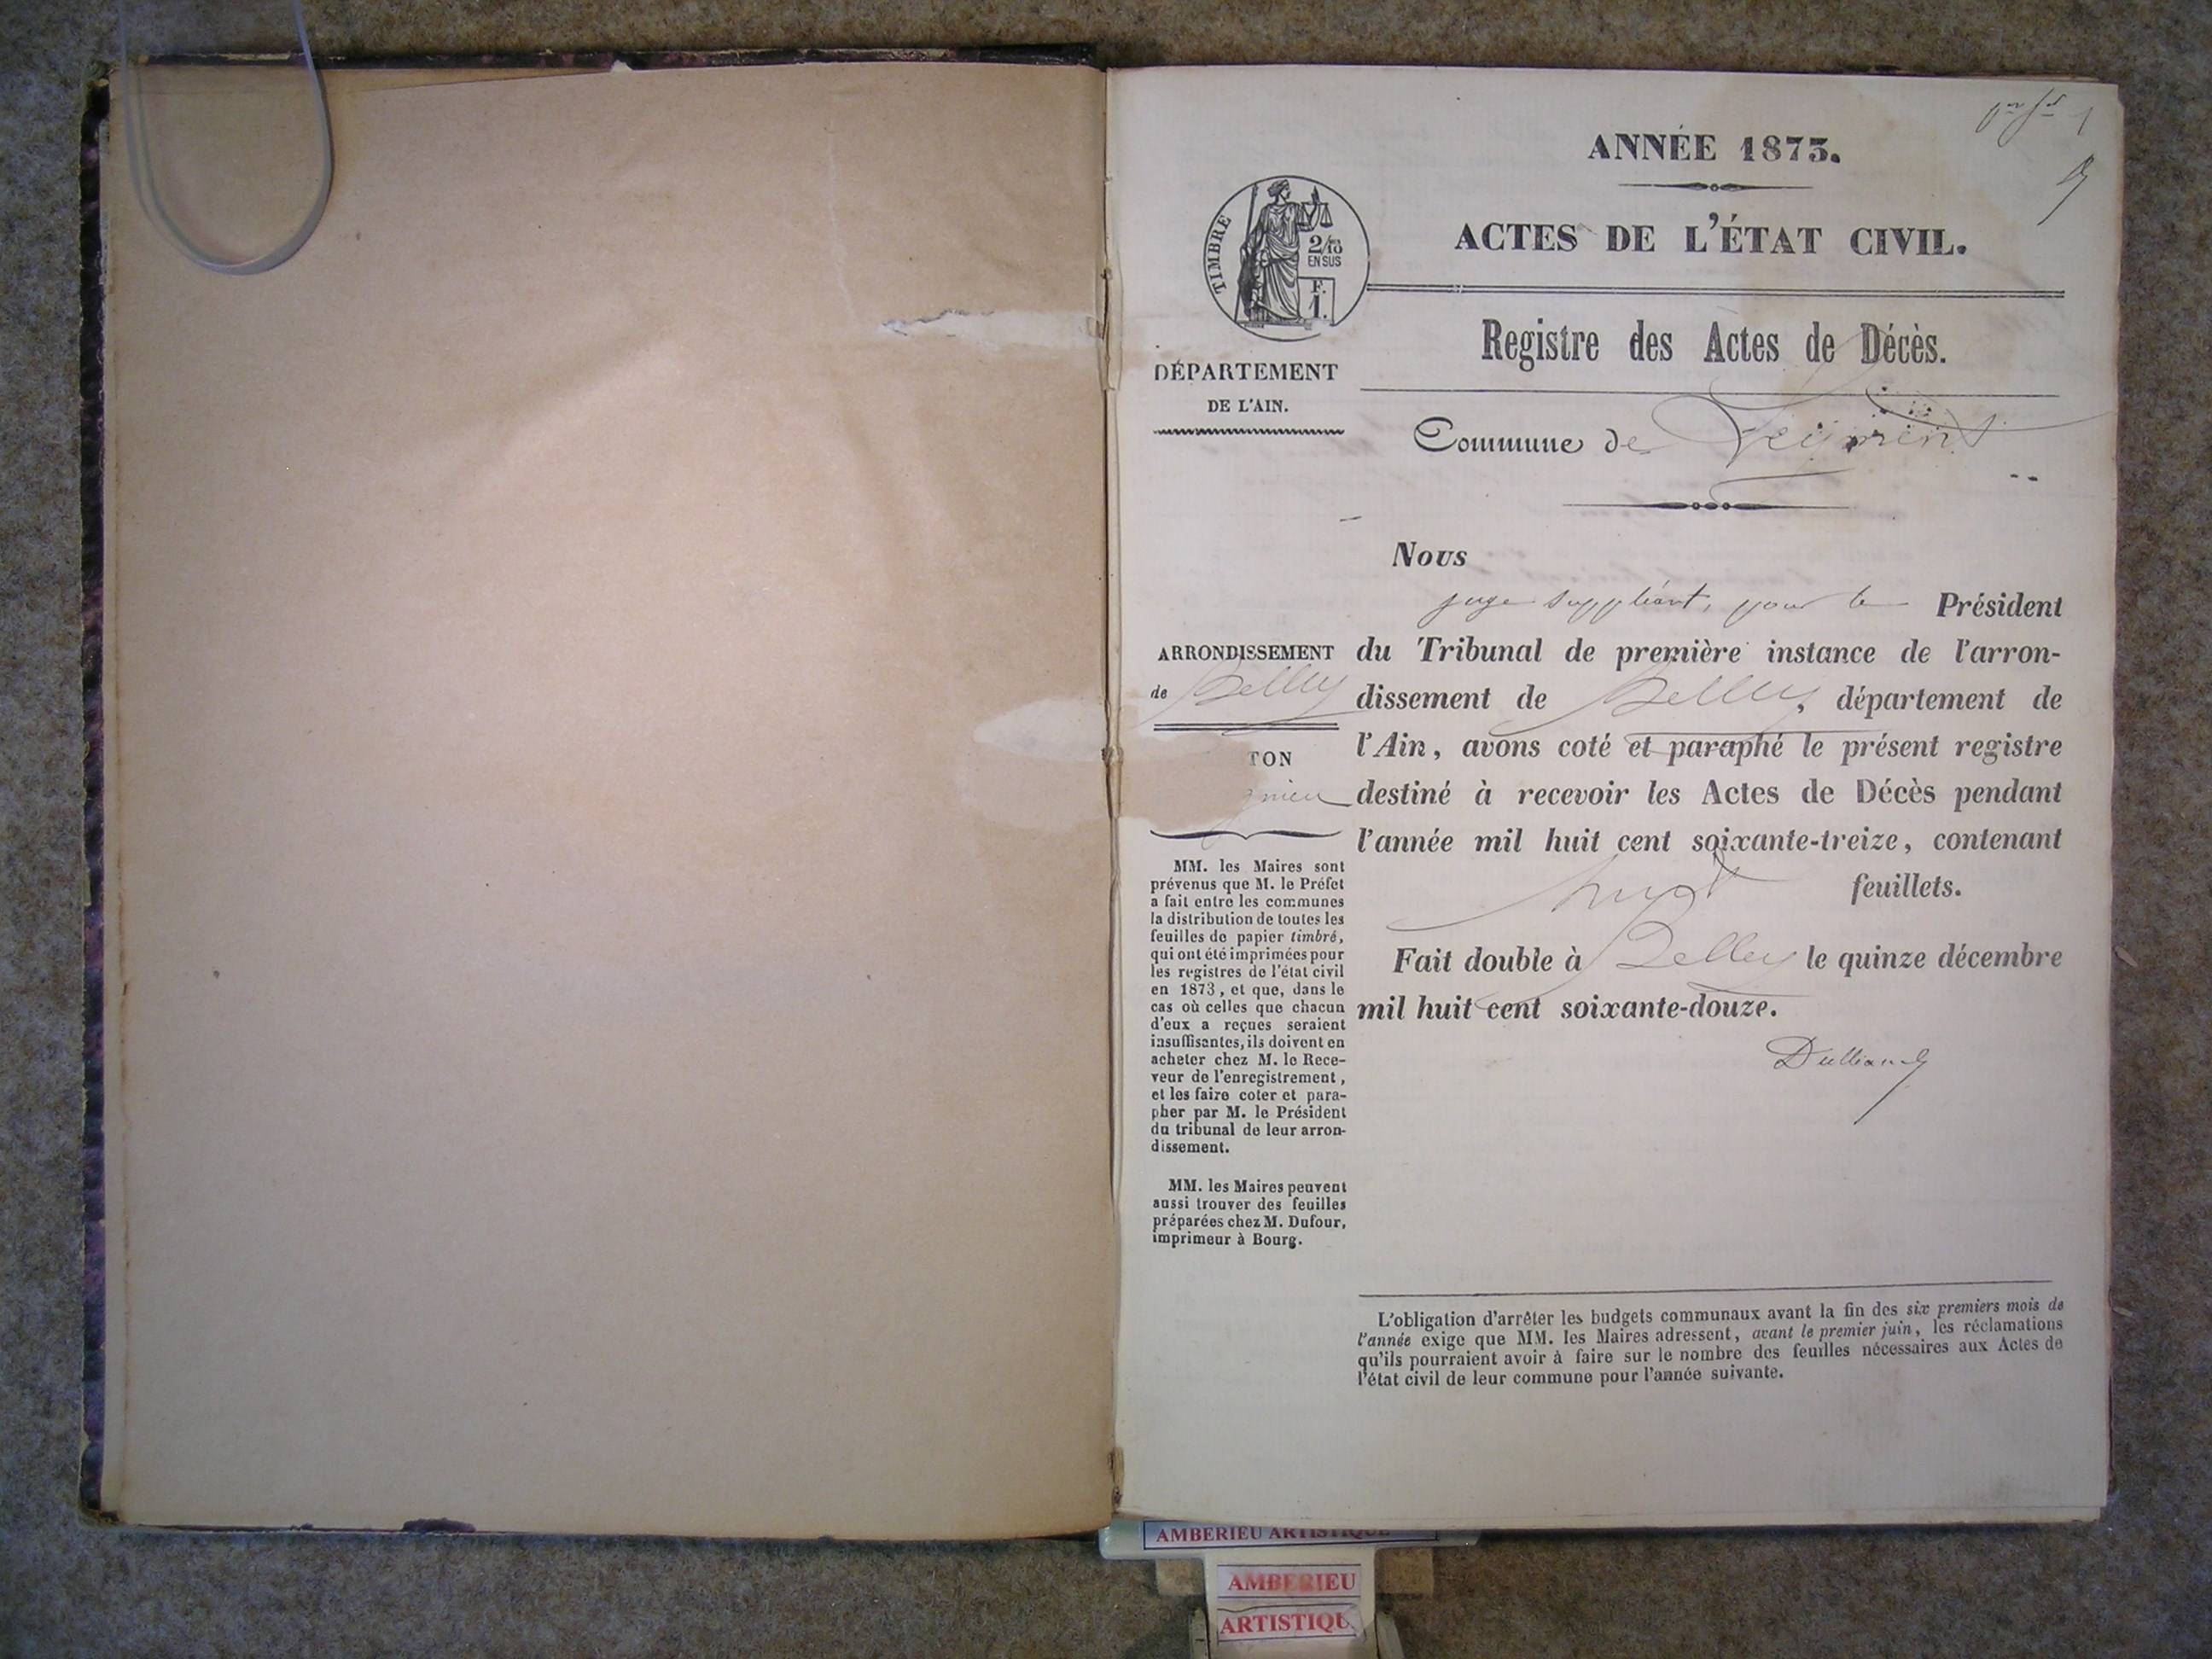 1er ft 1
ANNÉE 1873.
ACTES DE L'ÉTAT CIVIL.
TIMBRE
2/10
EN SUS
F.
1.
Registre des Actes de Décès.
DÉPARTEMENT
DE L'AIN.
Commune de
Nous
juge suppléant, pour le Président
du Tribunal de première instance de l'arron-
dissement de Belley, département de
l'Ain, avons coté et paraphé le présent registre
destiné à recevoir les Actes de Décès pendant
l'année mil huit cent soixante-treize, contenant
feuillets.
Fait double à Belley le quinze décembre
mil huit cent soixante-douze.
ARRONDISSEMENT
de Belley
TON
gnieu
MM. les Maires sont
prévenus que M. le Préfet
a fait entre les communes
la distribution de toutes les
feuilles de papier timbré,
qui ont été imprimées pour
les registres de l'état civil
en 1873, et que, dans le
cas où celles que chacun
d'eux a reçues seraient
insuffisantes, ils doivent en
acheter chez M. le Rece-
veur de l'enregistrement,
et les faire coter et para-
pher par M. le Président
du tribunal de leur arron-
dissement.
MM. les Maires peuvent
aussi trouver des feuilles
préparées chez M. Dufour,
imprimeur à Bourg.
L'obligation d'arrêter les budgets communaux avant la fin des six premiers mois de
l'année exige que MM. les Maires adressent, avant le premier juin, les réclamations
qu'ils pourraient avoir à faire sur le nombre des feuilles nécessaires aux Actes de
l'état civil de leur commune pour l'année suivante.
AMBERIEU ARTISTIQUE
AMBERIEU
ARTISTIQU